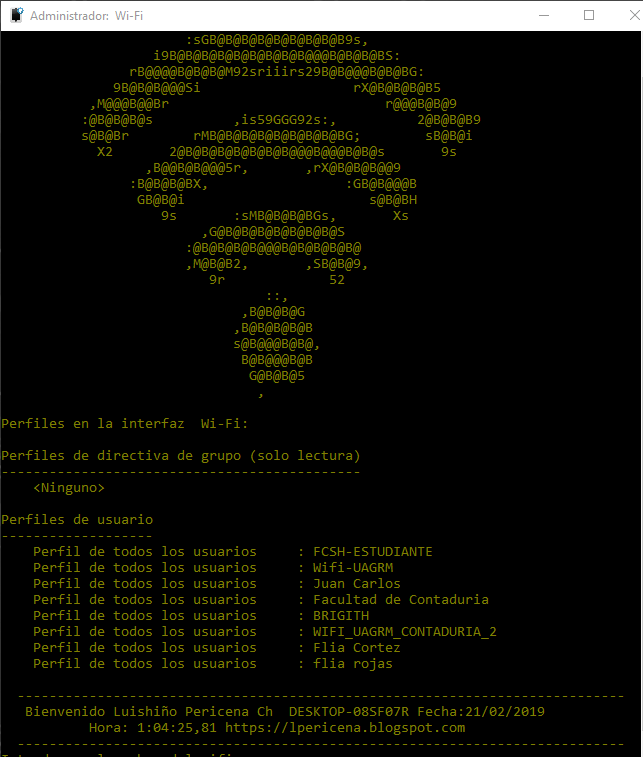 Administrador: Wi-Fi
:sGB@B@B@B@B@B@B@B@B9s,
i9B@B@B@B@B@B@B@B@@@B@B@B@B@BS:
rB@@@@B@B@B@M92sriiirs29B@B@@@B@B@BG:
9B@B@B@@@Si rX@B@B@B@B5
,M@@@B@@Br r@@@B@B@9
:@B@B@B@s ,is59GGG92s:, 2@B@B@B9
s@B@Br rMB@B@B@B@B@B@B@BG; sB@B@i
X2 2@B@B@B@B@B@B@B@@@B@@@B@B@s 9s
,B@@B@B@@@5r, ,rX@B@B@B@@9
:B@B@B@BX, :GB@B@@@B
GB@B@i s@B@BH
9s :sMB@B@B@BGs, Xs
,G@B@B@B@B@B@B@B@S
:@B@B@B@B@@@B@B@B@B@B@
,M@B@B2, ,SB@B@9,
9r 52
::,
,B@B@B@G
,B@B@B@B@B
s@B@@@B@B@,
B@B@@@B@B
G@B@B@5
,
Perfiles en la interfaz Wi-Fi:
Perfiles de directiva de grupo (solo lectura)
---------------------------------------------
<Ninguno>
Perfiles de usuario
-------------------
Perfil de todos los usuarios : FCSH-ESTUDIANTE
Perfil de todos los usuarios : Wifi-UAGRM
Perfil de todos los usuarios : Juan Carlos
Perfil de todos los usuarios : Facultad de Contaduria
Perfil de todos los usuarios : BRIGITH
Perfil de todos los usuarios : WIFI_UAGRM_CONTADURIA_2
Perfil de todos los usuarios : Flia Cortez
Perfil de todos los usuarios : flia rojas
---------------------------------------------------------------------------
Bienvenido Luishiño Pericena Ch DESKTOP-08SF07R Fecha:21/02/2019
Hora: 1:04:25,81 https://lpericena.blogspot.com
---------------------------------------------------------------------------